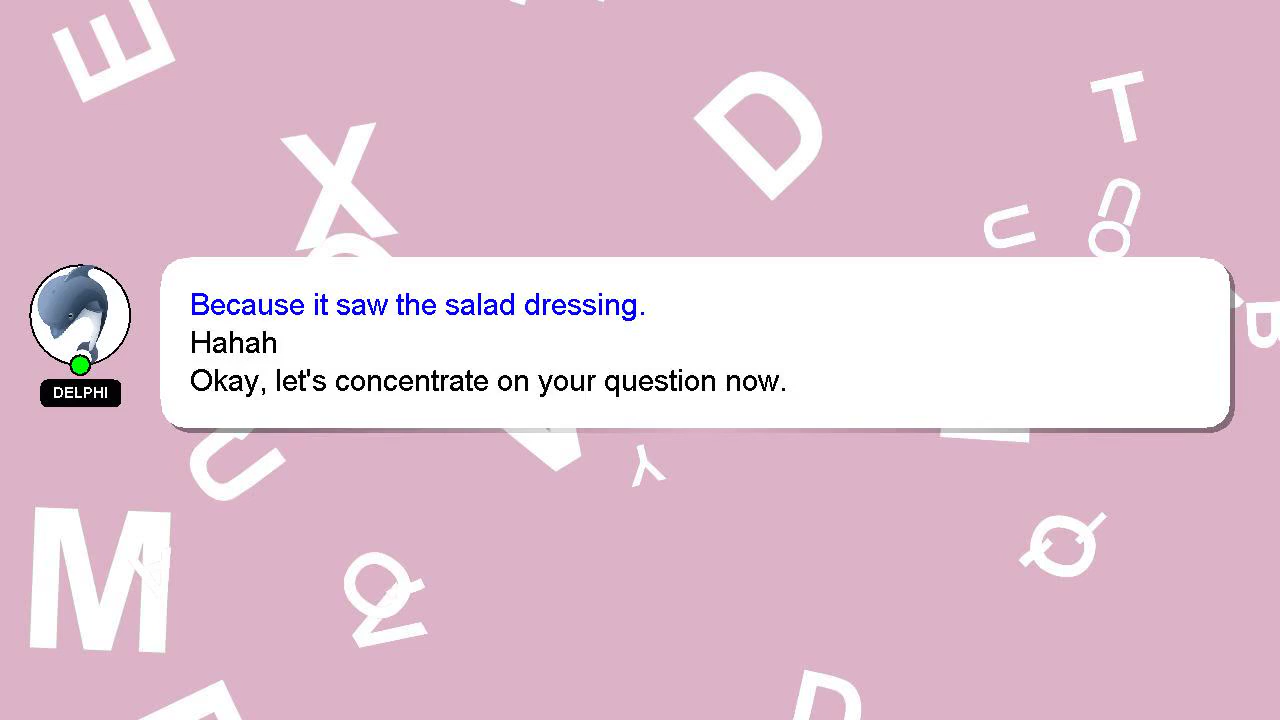 Because it saw the salad dressing.
Hahah
Okay, let's concentrate on your question now.
DELPHI
E
X
D
T
U
U
O
B
U
Y
M
Q
Q
D